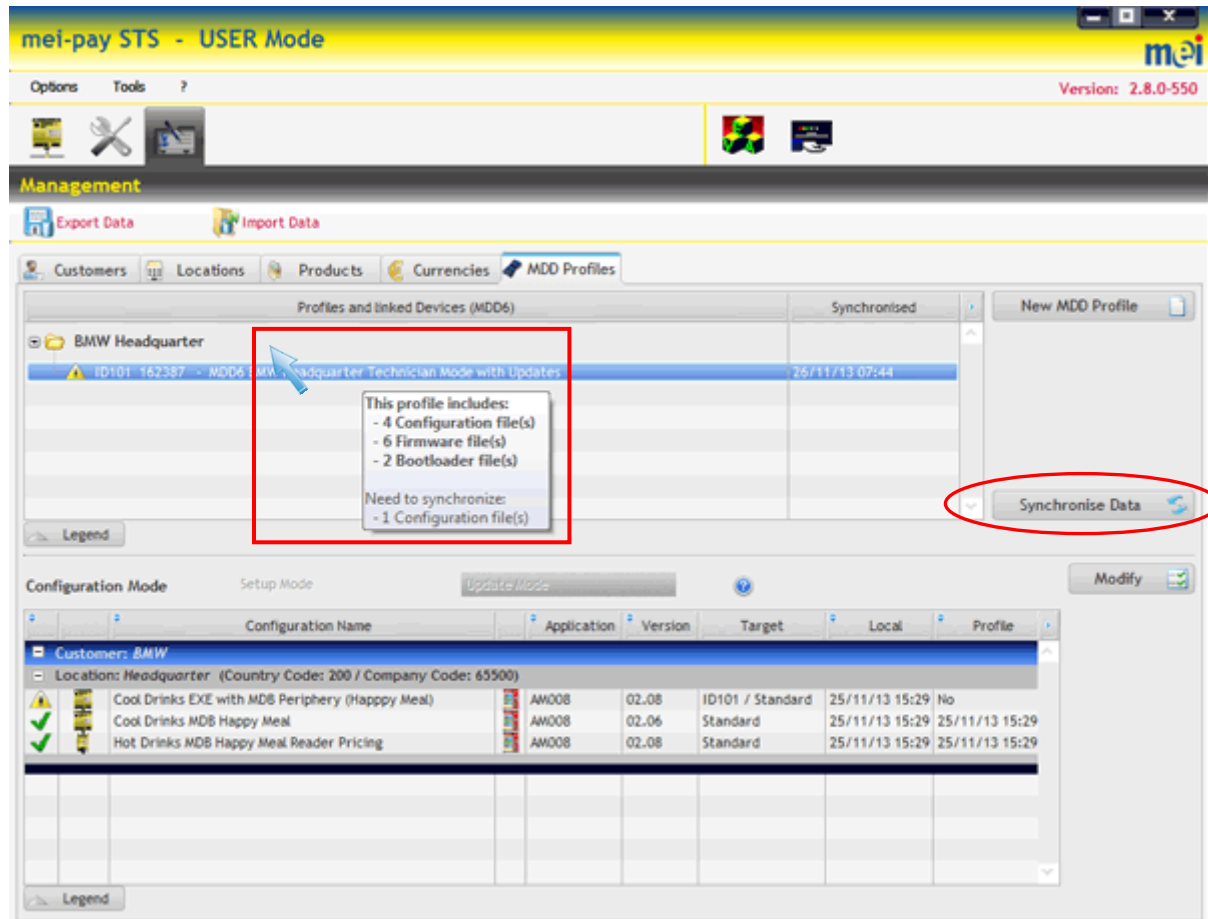 mei-pay STS - USER Mode
mei
Options Tools ?
Version: 2.8.0-550
Management
Export Data Import Data
Customers Locations Products Currencies MDD Profiles
Profiles and linked Devices (MDD6) Synchronised
New MDD Profile
BMW Headquarter
ID101 162387 - MDD6 BMW Headquarter Technician Mode with Updates 26/11/13 07:44
This profile includes:
- 4 Configuration file(s)
- 6 Firmware file(s)
- 2 Bootloader file(s)
Need to synchronize:
- 1 Configuration file(s)
Synchronise Data
Legend
Configuration Mode Setup Mode Update Mode
Modify
Configuration Name Application Version Target Local Profile
Customer: BMW
Location: Headquarter (Country Code: 200 / Company Code: 65500)
Cool Drinks EXE with MDB Periphery (Happpy Meal) AM008 02.08 ID101 / Standard 25/11/13 15:29 No
Cool Drinks MDB Happy Meal AM008 02.06 Standard 25/11/13 15:29 25/11/13 15:29
Hot Drinks MDB Happy Meal Reader Pricing AM008 02.08 Standard 25/11/13 15:29 25/11/13 15:29
Legend